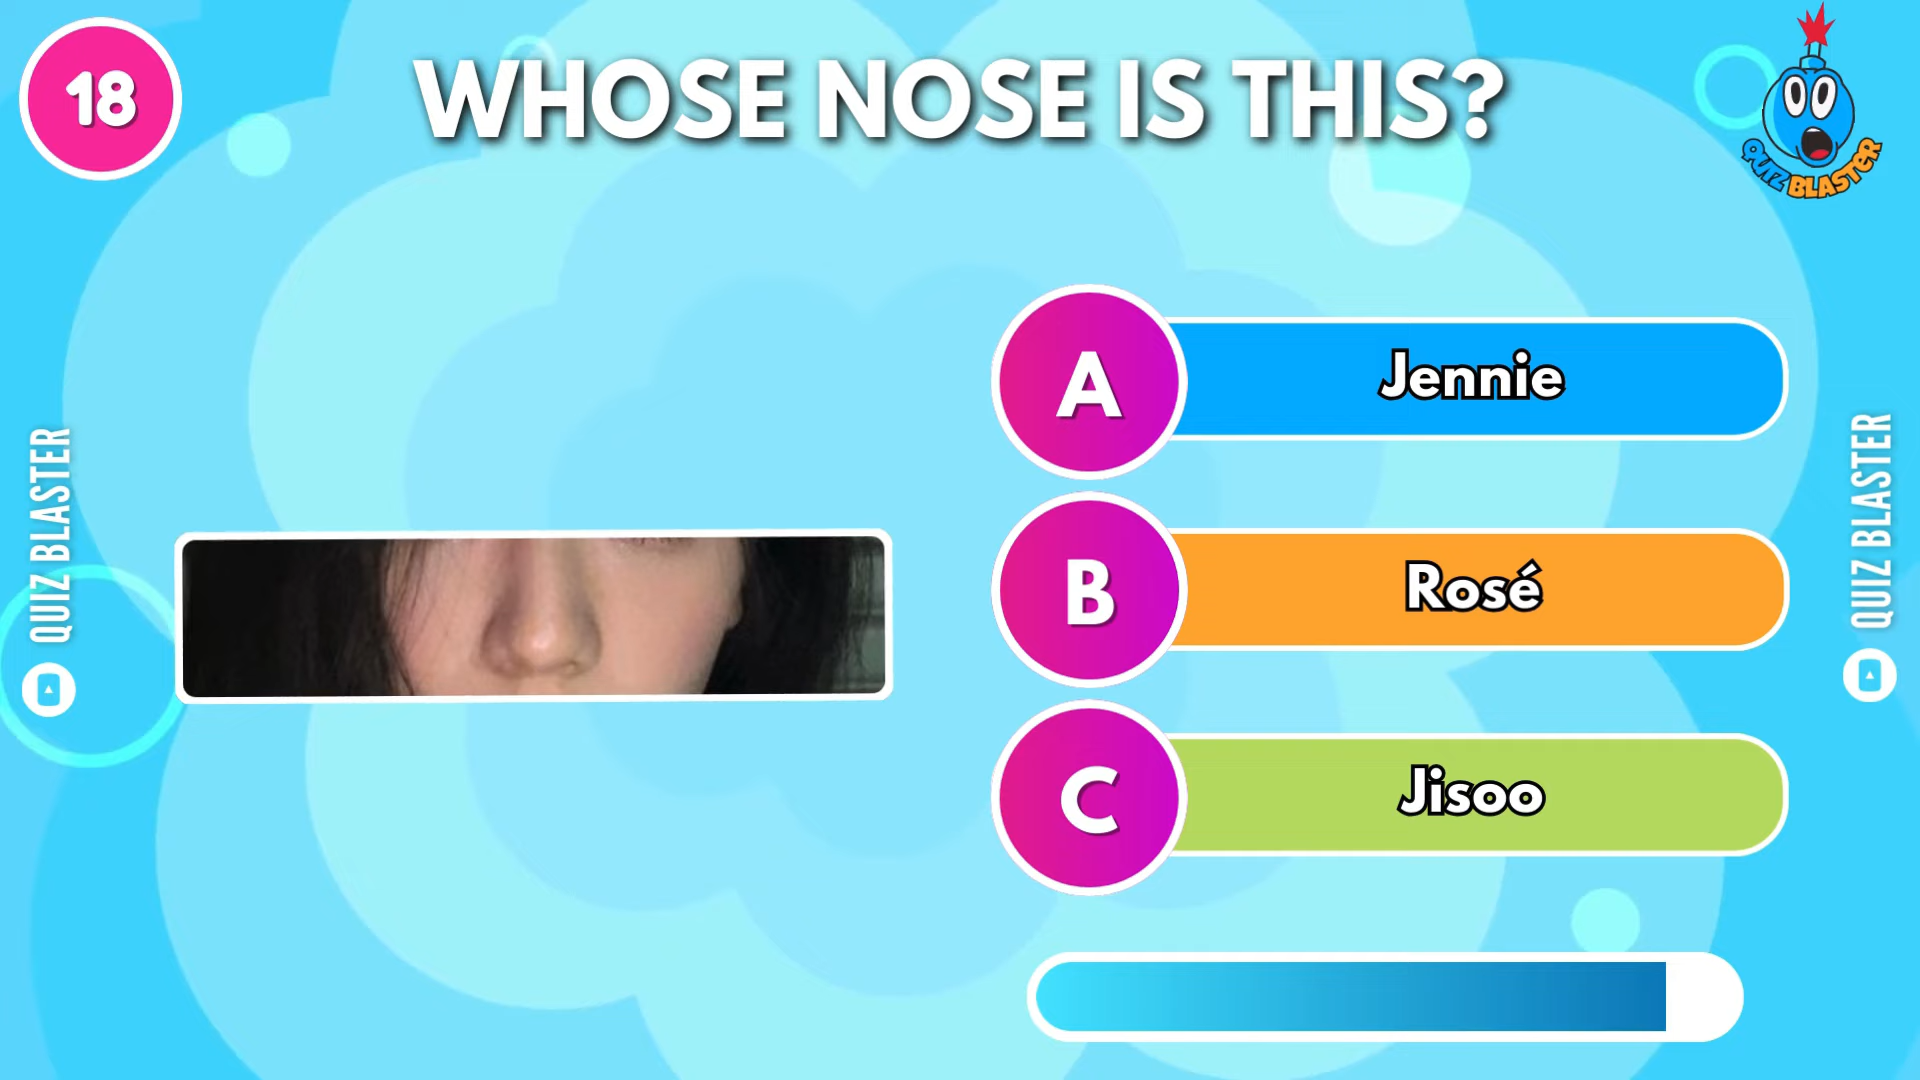 18
WHOSE NOSE IS THIS?
QUIZ BLASTER
A
Jennie
B
Rosé
C
Jisoo
QUIZ BLASTER
QUIZ BLASTER